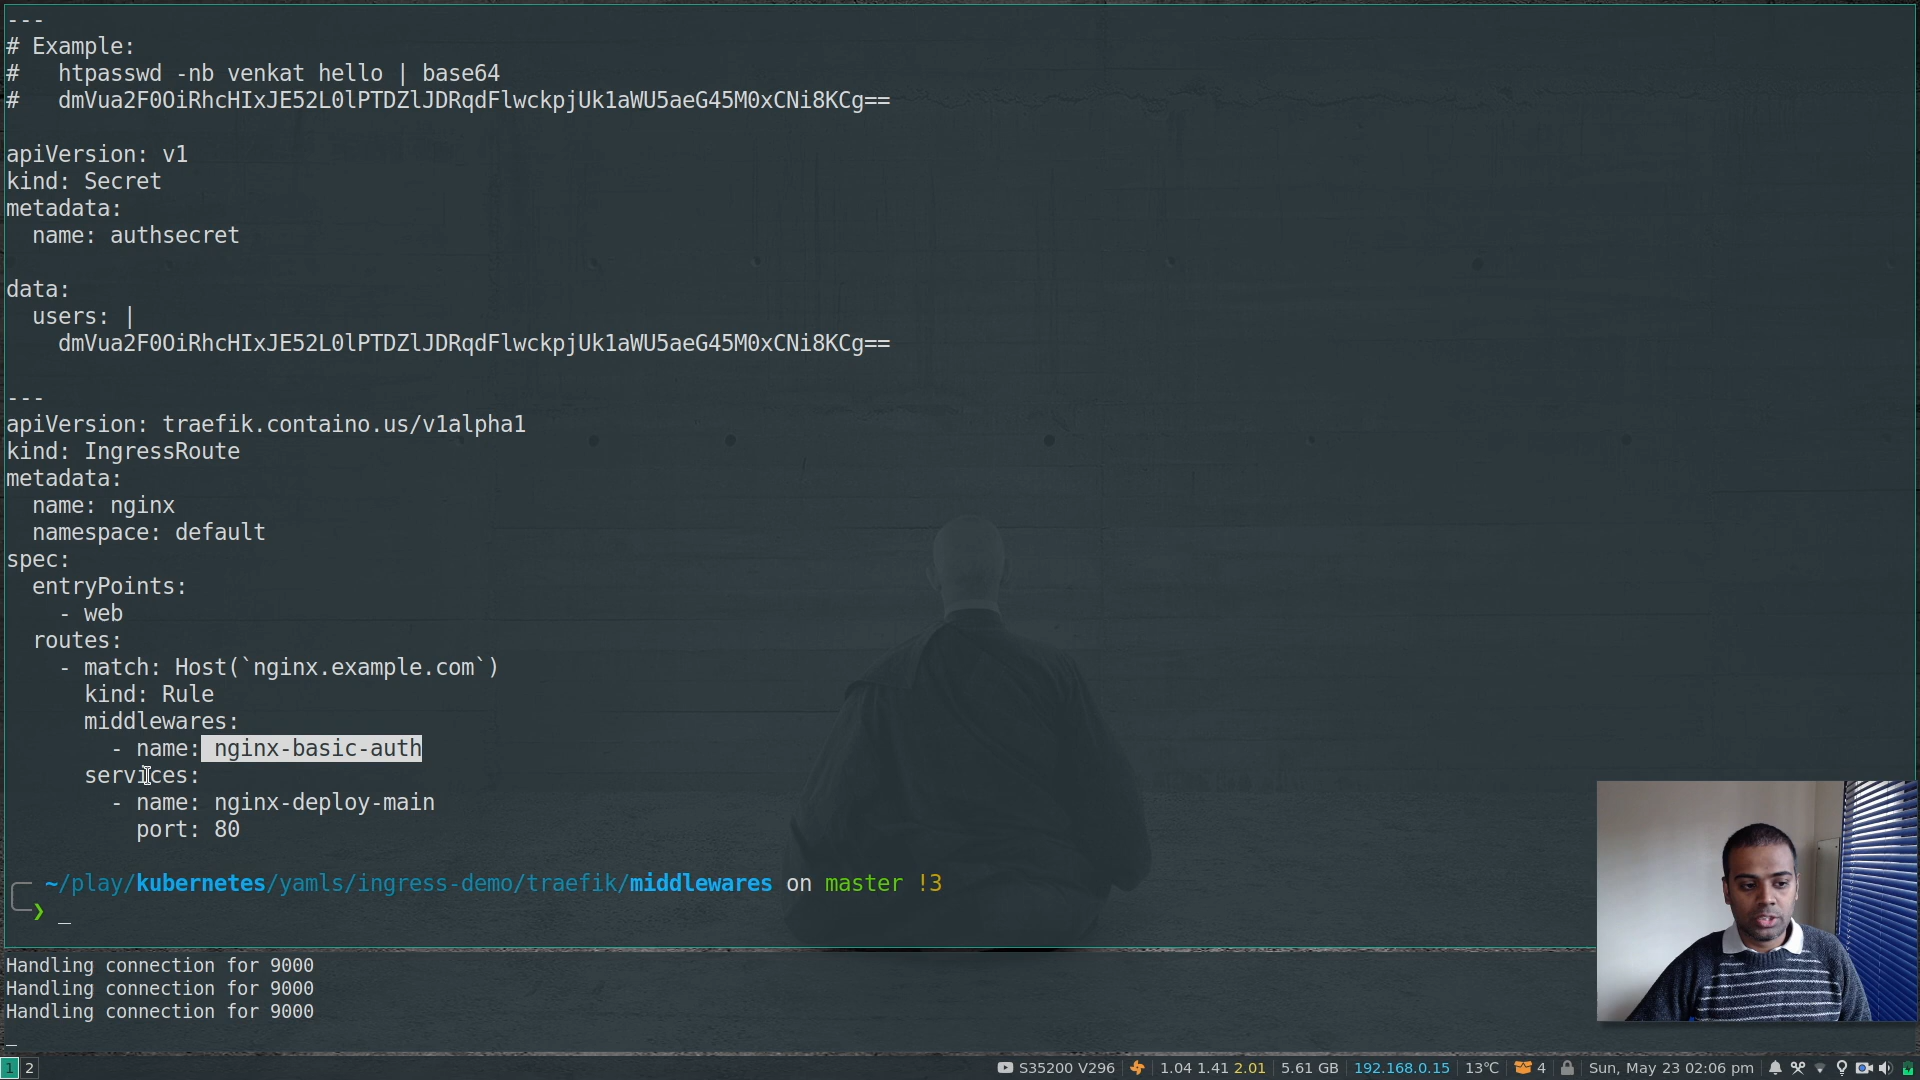 ---
# Example:
#   htpasswd -nb venkat hello | base64
#   dmVua2F0OiRhcHIxJE52L0lPTDZlJDRqdFlwckpjUk1aWU5aeG45M0xCNi8KCg==

apiVersion: v1
kind: Secret
metadata:
  name: authsecret

data:
  users: |
    dmVua2F0OiRhcHIxJE52L0lPTDZlJDRqdFlwckpjUk1aWU5aeG45M0xCNi8KCg==

---
apiVersion: traefik.containo.us/v1alpha1
kind: IngressRoute
metadata:
  name: nginx
  namespace: default
spec:
  entryPoints:
    - web
  routes:
    - match: Host(`nginx.example.com`)
      kind: Rule
      middlewares:
        - name: nginx-basic-auth
      services:
        - name: nginx-deploy-main
          port: 80

~/play/kubernetes/yamls/ingress-demo/traefik/middlewares on master !3
❯ _
Handling connection for 9000
Handling connection for 9000
Handling connection for 9000
1 2 S35200 V296 1.04 1.41 2.01 5.61 GB 192.168.0.15 13℃ 4 Sun, May 23 02:06 pm